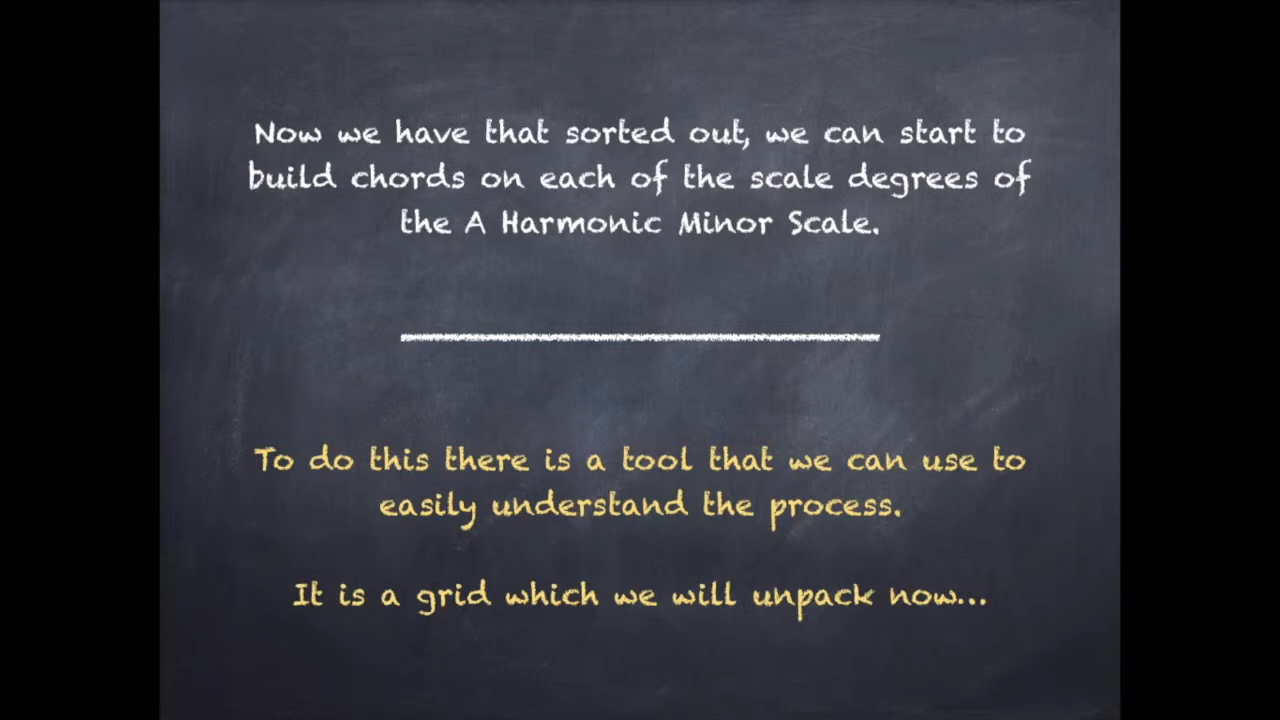 Now we have that sorted out, we can start to
build chords on each of the scale degrees of
the A Harmonic Minor Scale.
To do this there is a tool that we can use to
easily understand the process.
It is a grid which we will unpack now...